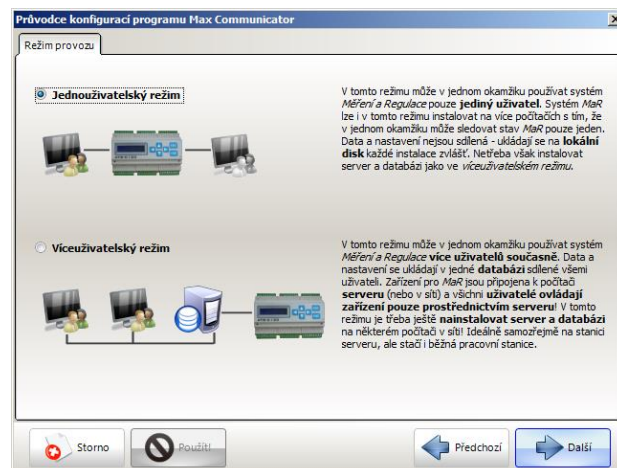 Průvodce konfigurací programu Max Communicator
Režim provozu
Jednouživatelský režim
V tomto režimu může v jednom okamžiku používat systém
Měření a Regulace pouze jediný uživatel. Systém MaR
lze i v tomto režimu instalovat na více počítačích s tím, že
v jednom okamžiku může sledovat stav MaR pouze jeden.
Data a nastavení nejsou sdílená - ukládají se na lokální
disk každé instalace zvlášť. Netřeba však instalovat
server a databázi jako ve víceuživatelském režimu.
Víceuživatelský režim
V tomto režimu může v jednom okamžiku používat systém
Měření a Regulace více uživatelů současně. Data a
nastavení se ukládají v jedné databázi sdílené všemi
uživateli. Zařízení pro MaR jsou připojena k počítači
serveru (nebo v síti) a všichni uživatelé ovládají
zařízení pouze prostřednictvím serveru! V tomto
režimu je třeba ještě nainstalovat server a databázi
na některém počítači v síti! Ideálně samozřejmě na stanici
serveru, ale stačí i běžná pracovní stanice.
Storno
Použít!
Předchozí
Další